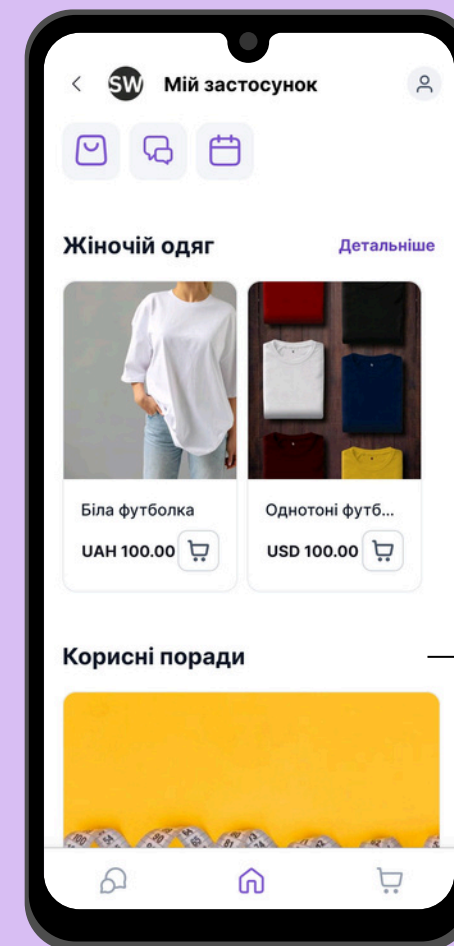 SW Мій застосунок
Жіночій одяг Детальніше
Біла футболка Однотоні футб...
UAH 100.00 USD 100.00
Корисні поради